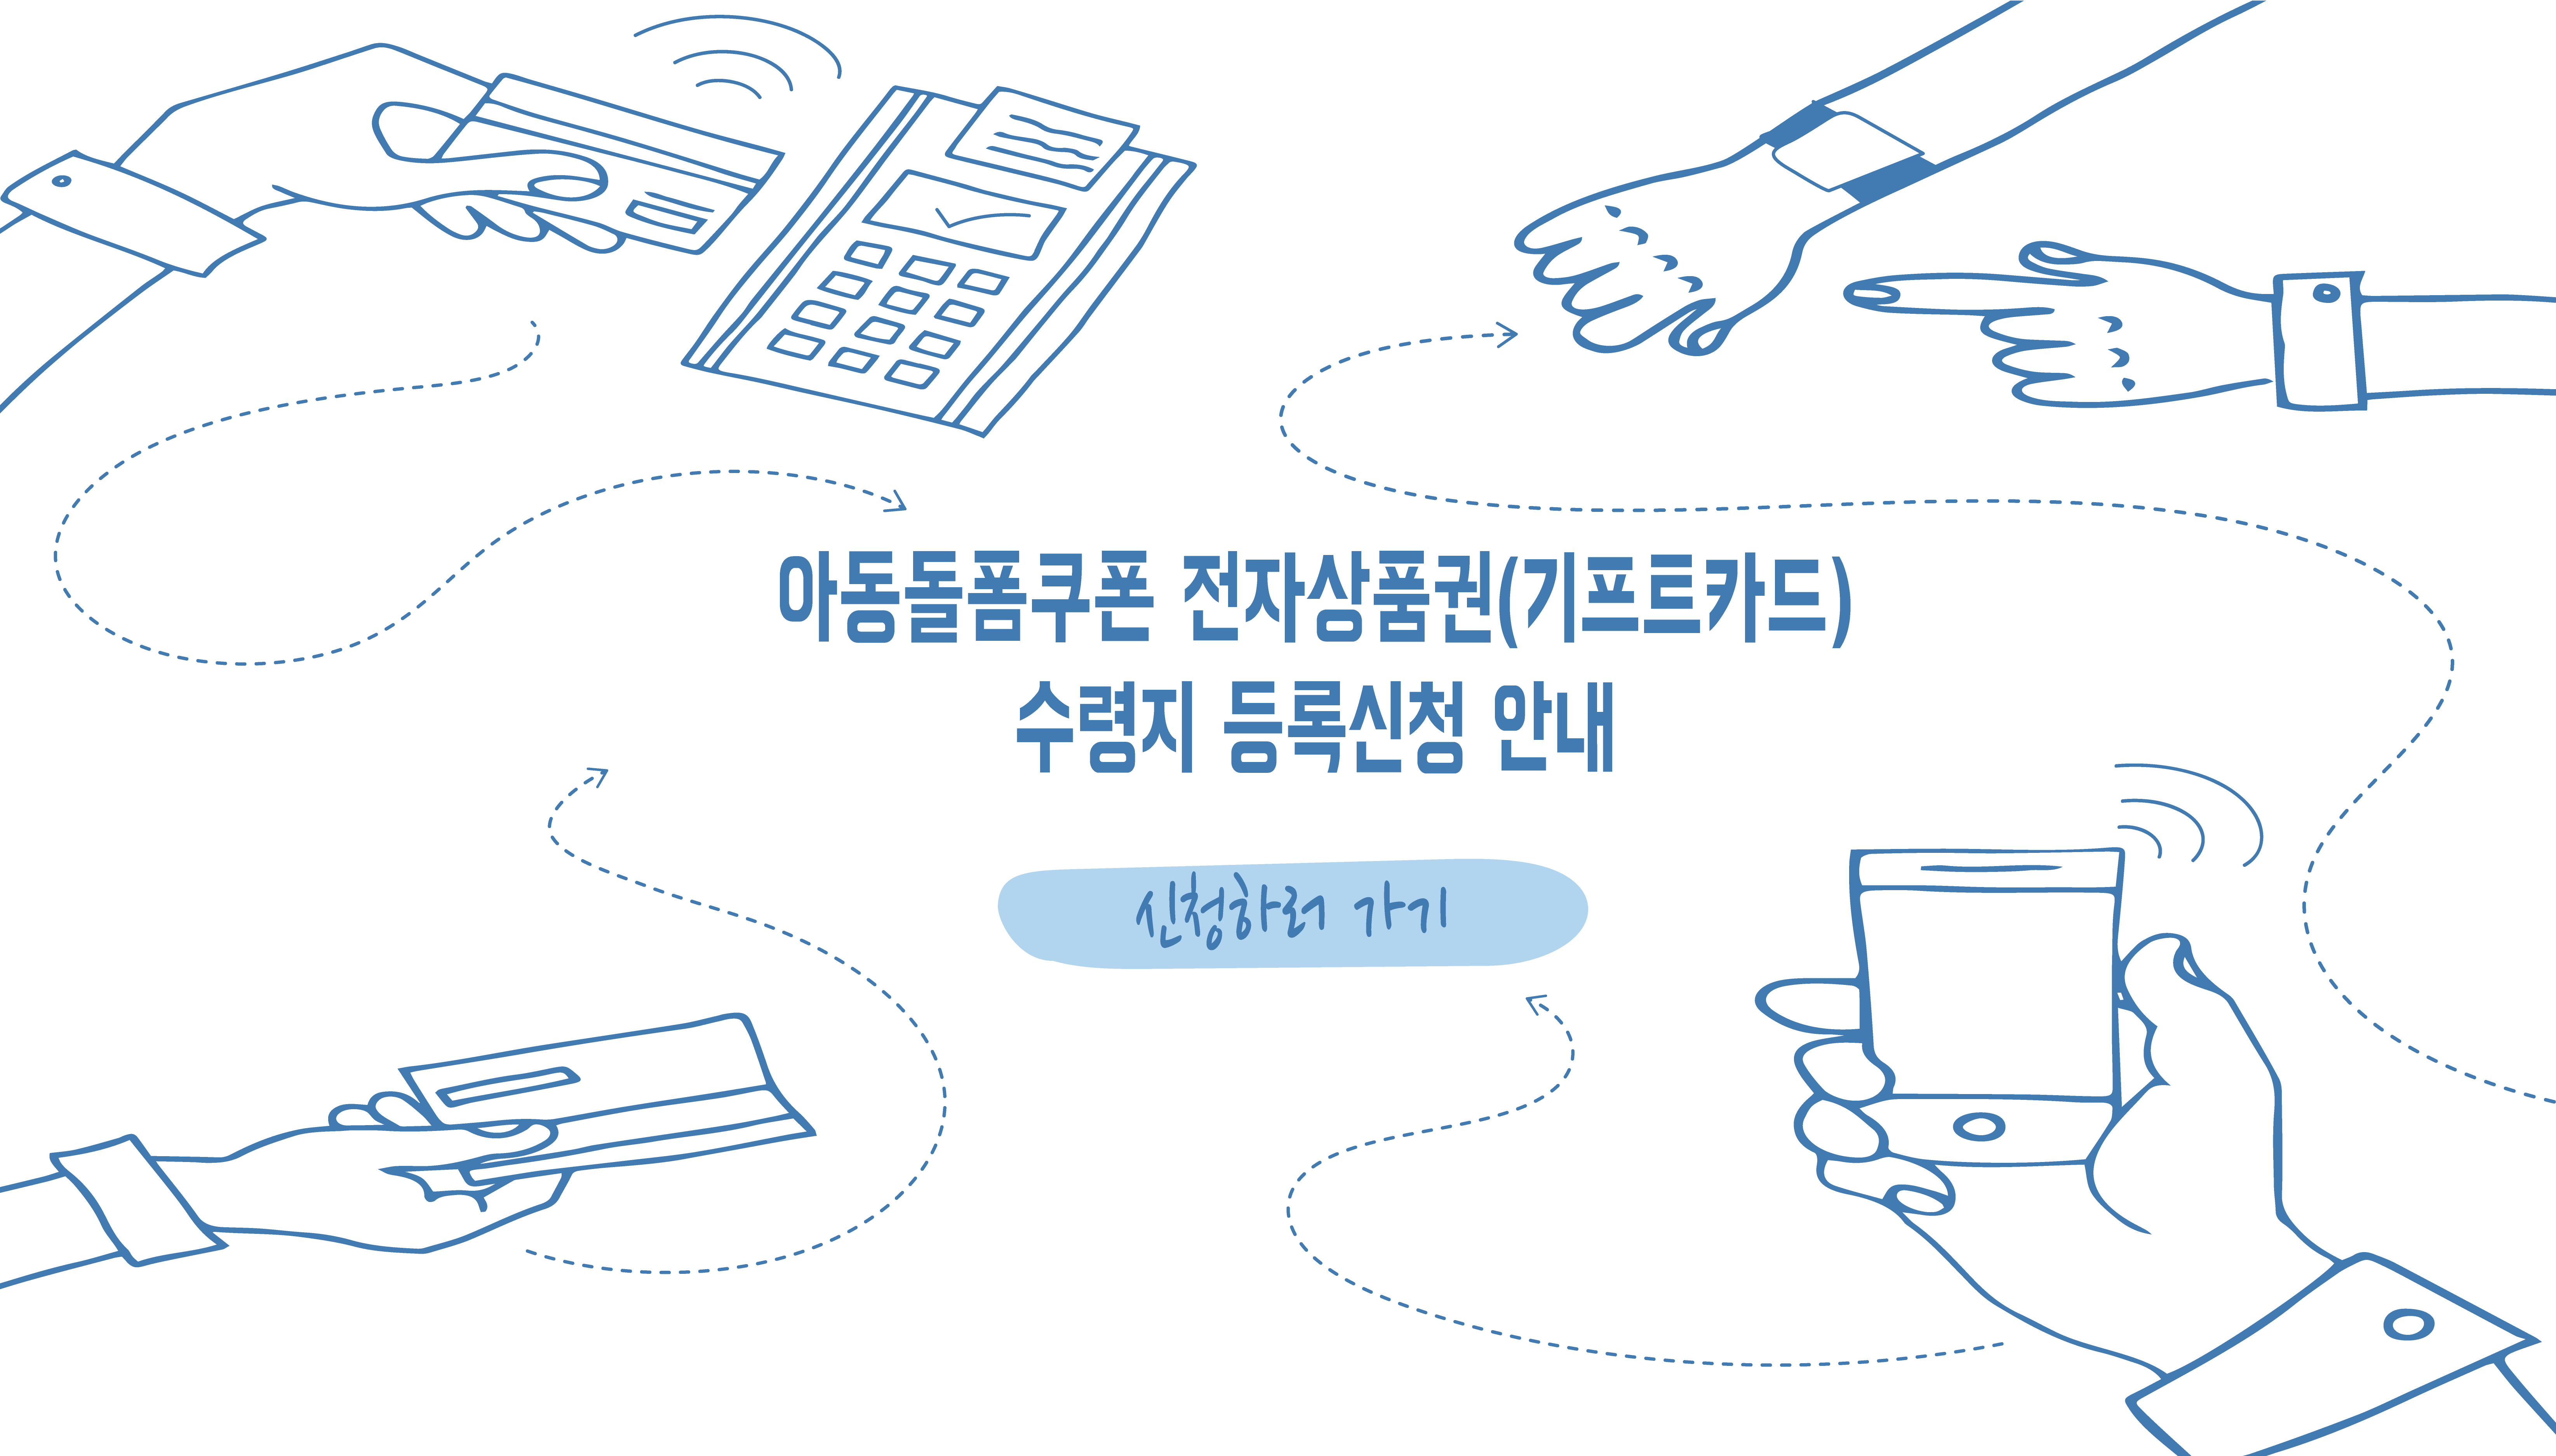 아동돌폼쿠폰 전자상품권(기프트카드)
수령지 등록신청 안내
신청하러 가기